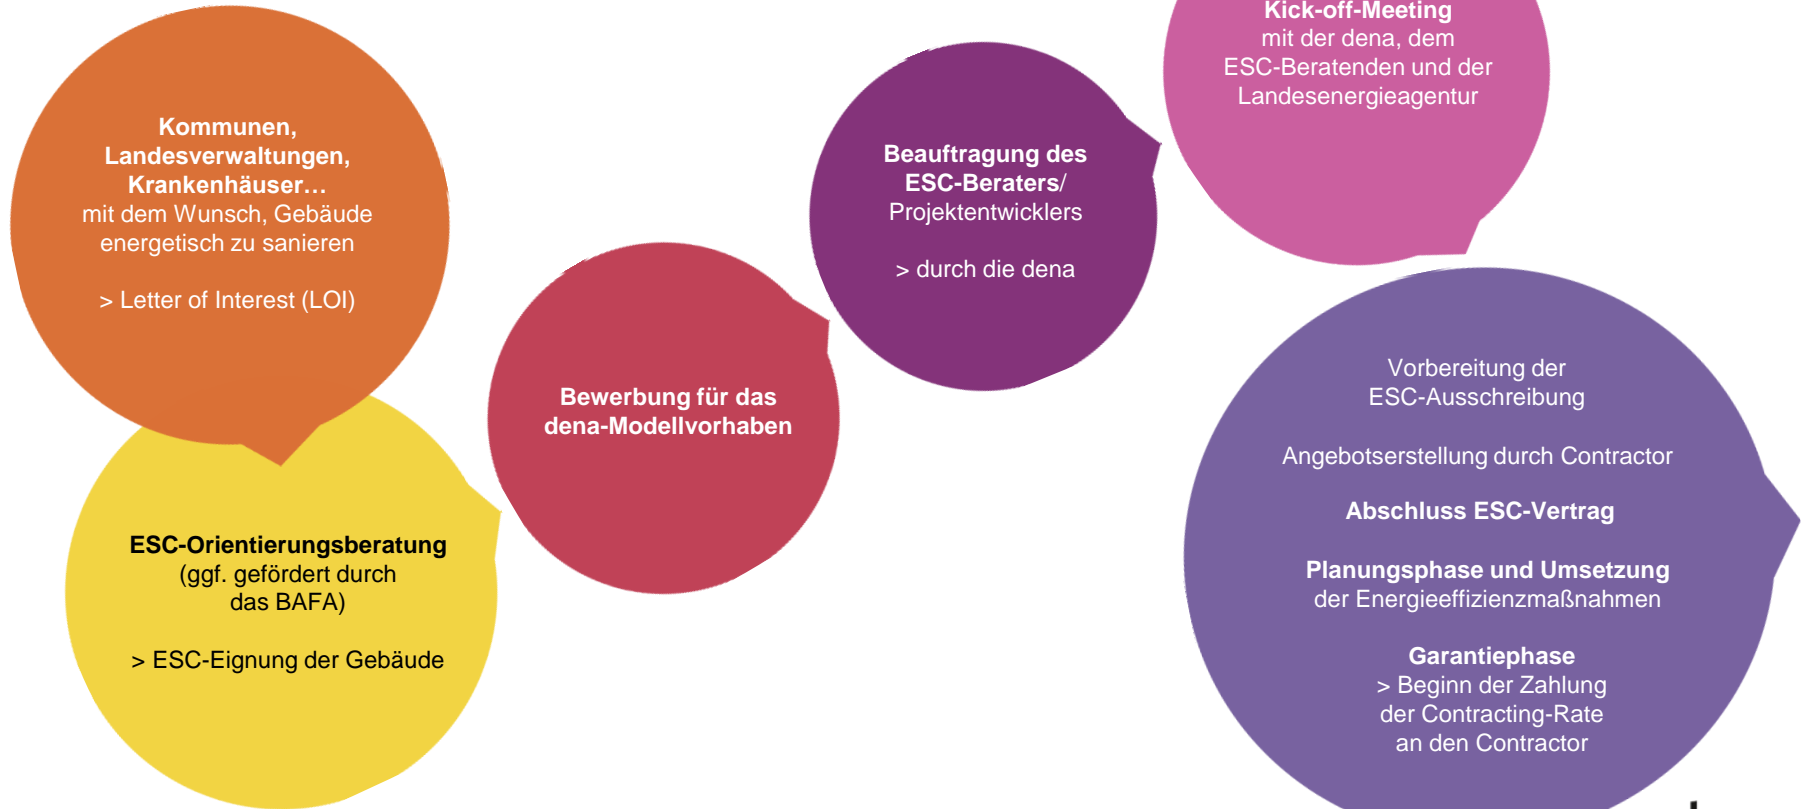 Kommunen,
Landesverwaltungen,
Krankenhäuser…
mit dem Wunsch, Gebäude
energetisch zu sanieren
> Letter of Interest (LOI)
ESC-Orientierungsberatung
(ggf. gefördert durch
das BAFA)
> ESC-Eignung der Gebäude
Bewerbung für das
dena-Modellvorhaben
Beauftragung des
ESC-Beraters/
Projektentwicklers
> durch die dena
Kick-off-Meeting
mit der dena, dem
ESC-Beratenden und der
Landesenergieagentur
Vorbereitung der
ESC-Ausschreibung
Angebotserstellung durch Contractor
Abschluss ESC-Vertrag
Planungsphase und Umsetzung
der Energieeffizienzmaßnahmen
Garantiephase
> Beginn der Zahlung
der Contracting-Rate
an den Contractor